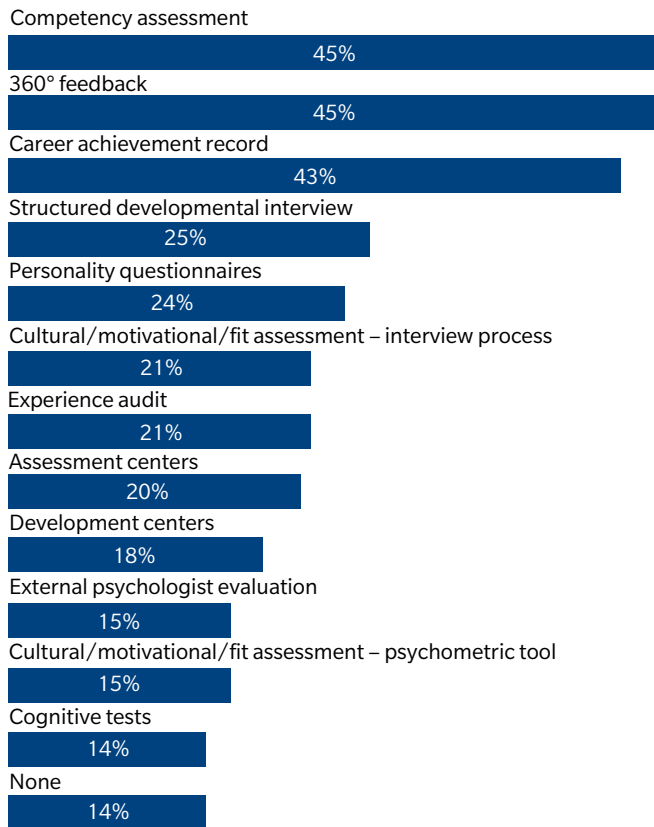 Competency assessment
45%
360° feedback
45%
Career achievement record
43%
Structured developmental interview
25%
Personality questionnaires
24%
Cultural/motivational/fit assessment – interview process
21%
Experience audit
21%
Assessment centers
20%
Development centers
18%
External psychologist evaluation
15%
Cultural/motivational/fit assessment – psychometric tool
15%
Cognitive tests
14%
None
14%